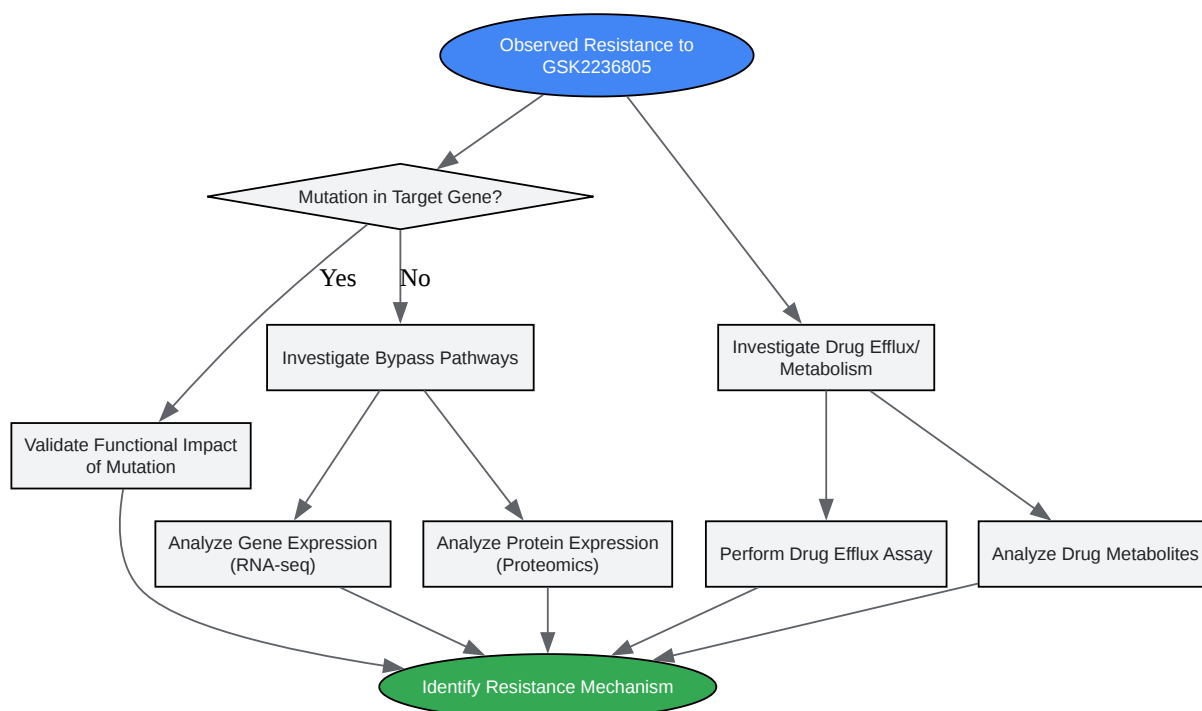 Observed Resistance to
GSK2236805
Mutation in Target Gene?
Yes
No
Investigate Bypass Pathways
Investigate Drug Efflux/
Metabolism
Validate Functional Impact
of Mutation
Analyze Gene Expression
(RNA-seq)
Analyze Protein Expression
(Proteomics)
Perform Drug Efflux Assay
Analyze Drug Metabolites
Identify Resistance Mechanism